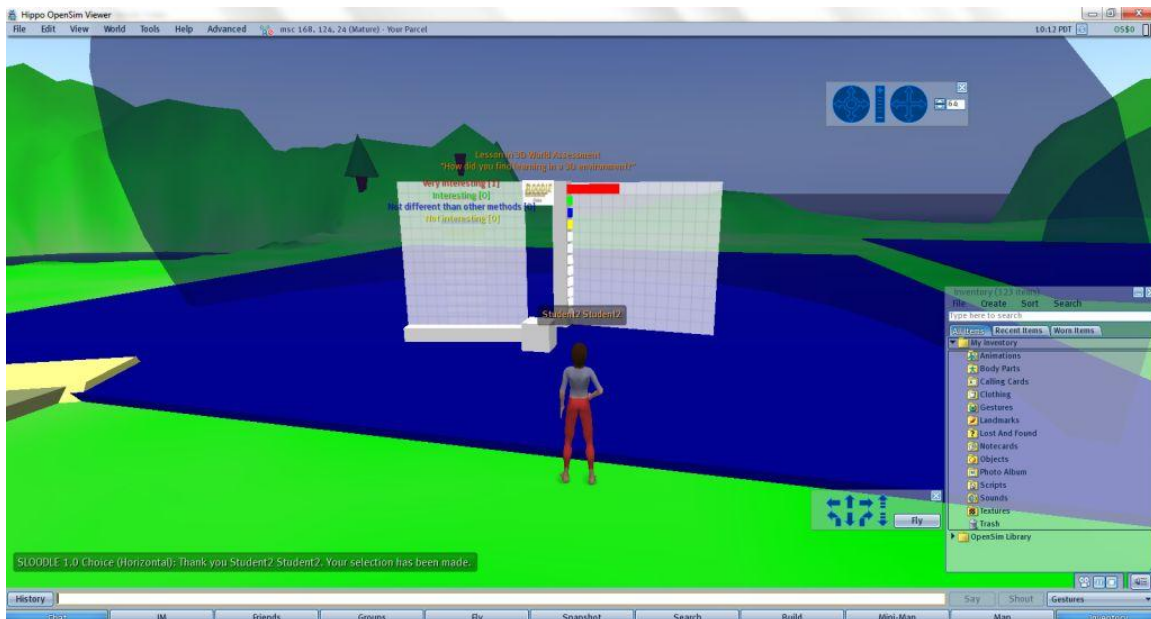 Hippo OpenSim Viewer
File Edit View World Tools Help Advanced msc 168, 124, 24 (Mature) - Your Parcel 10:12 PDT OS$0
Lesson in 3D World Assessment
"How did you find learning in a 3D environment?"
Very Interesting [1]
Interesting [0]
Not different than other methods [0]
Not interesting [0]
SLOODLE
Student2 Student2
Inventory (123 items)
File Create Sort Search
Type here to search
All Items Recent Items Worn Items
My Inventory
Animations
Body Parts
Calling Cards
Clothing
Gestures
Landmarks
Lost And Found
Notecards
Objects
Photo Album
Scripts
Sounds
Textures
Trash
OpenSim Library
Fly
SLOODLE 1.0 Choice (Horizontal): Thank you Student2 Student2. Your selection has been made.
History Say Shout Gestures
Chat IM Friends Groups Fly Snapshot Search Build Mini-Map Map Inventory